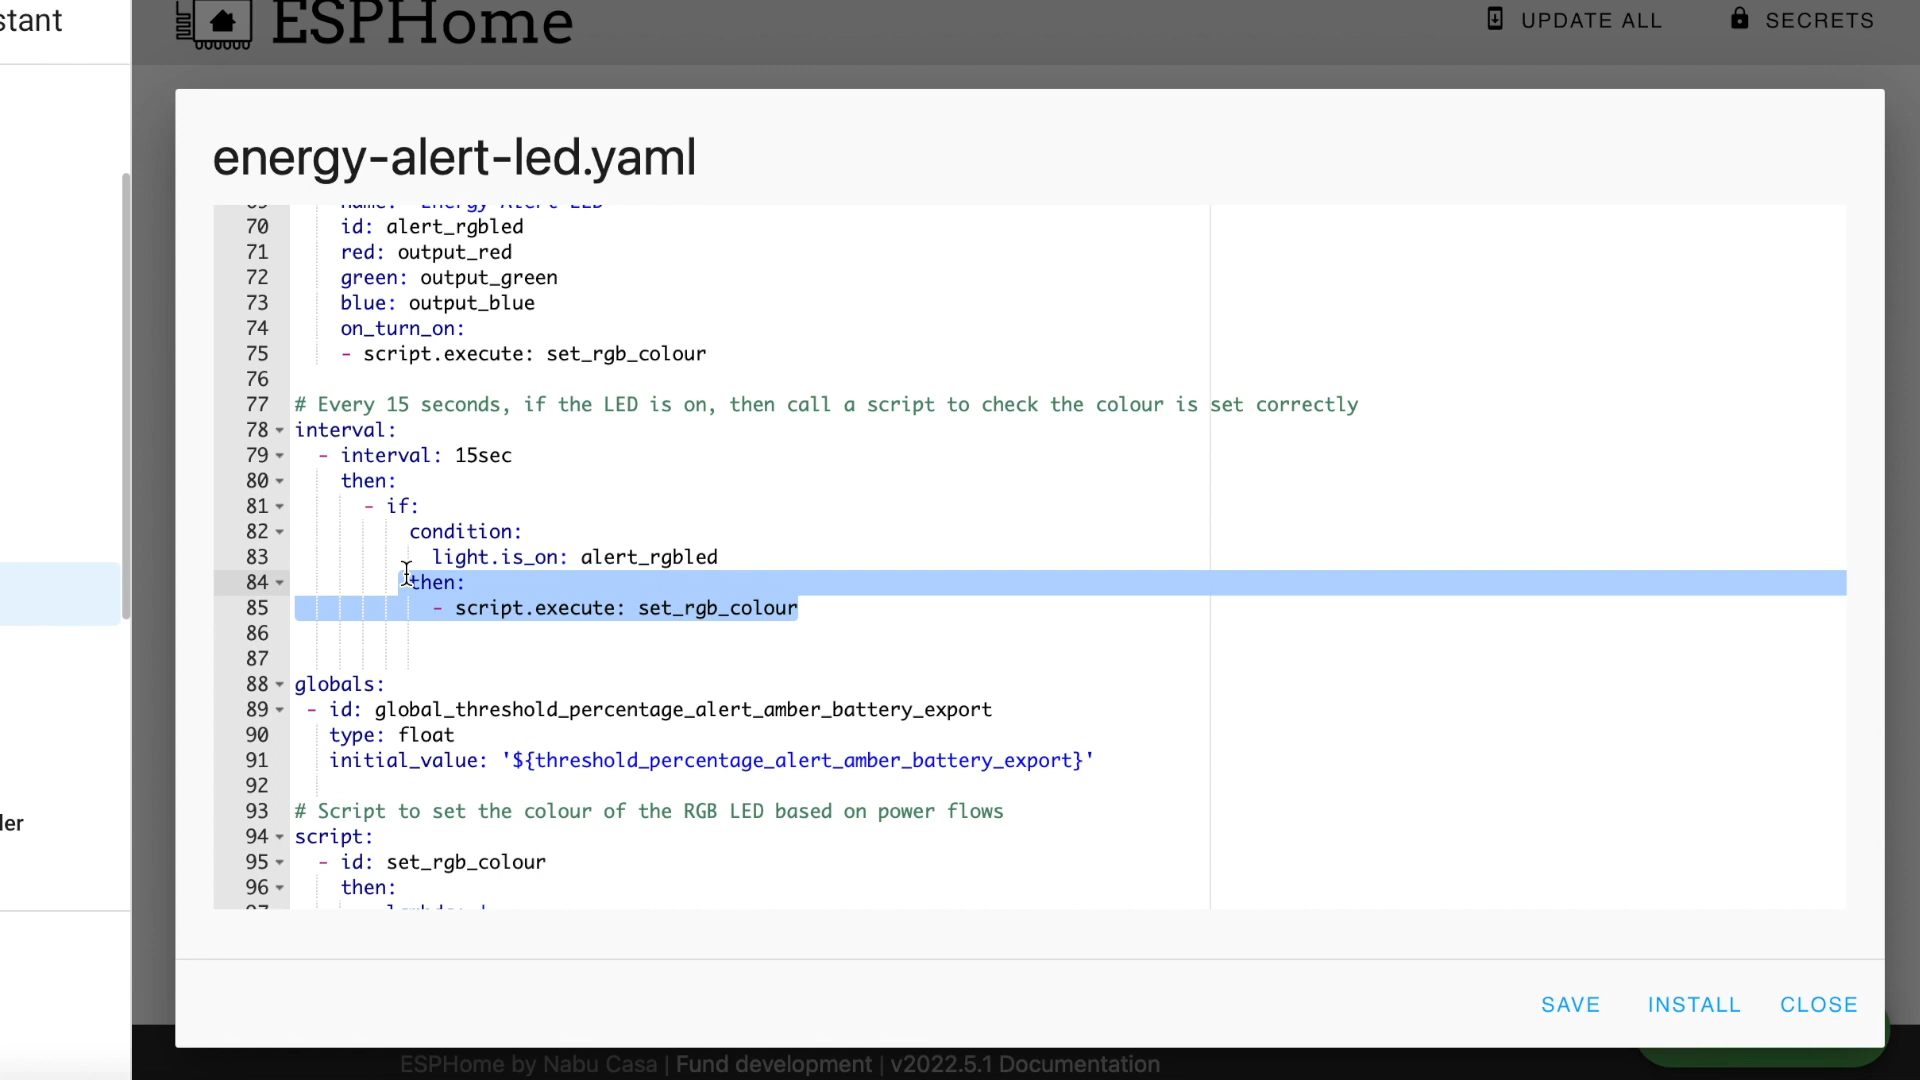 stant
ESPHome
UPDATE ALL
SECRETS
energy-alert-led.yaml
69 name: "Energy Alert LED"
70 id: alert_rgbled
71 red: output_red
72 green: output_green
73 blue: output_blue
74 on_turn_on:
75 - script.execute: set_rgb_colour
76
77 # Every 15 seconds, if the LED is on, then call a script to check the colour is set correctly
78 interval:
79 - interval: 15sec
80 then:
81 - if:
82 condition:
83 light.is_on: alert_rgbled
84 then:
85 - script.execute: set_rgb_colour
86
87
88 globals:
89 - id: global_threshold_percentage_alert_amber_battery_export
90 type: float
91 initial_value: '${threshold_percentage_alert_amber_battery_export}'
92
93 # Script to set the colour of the RGB LED based on power flows
94 script:
95 - id: set_rgb_colour
96 then:
ler
SAVE
INSTALL
CLOSE
ESPHome by Nabu Casa | Fund development | v2022.5.1 Documentation